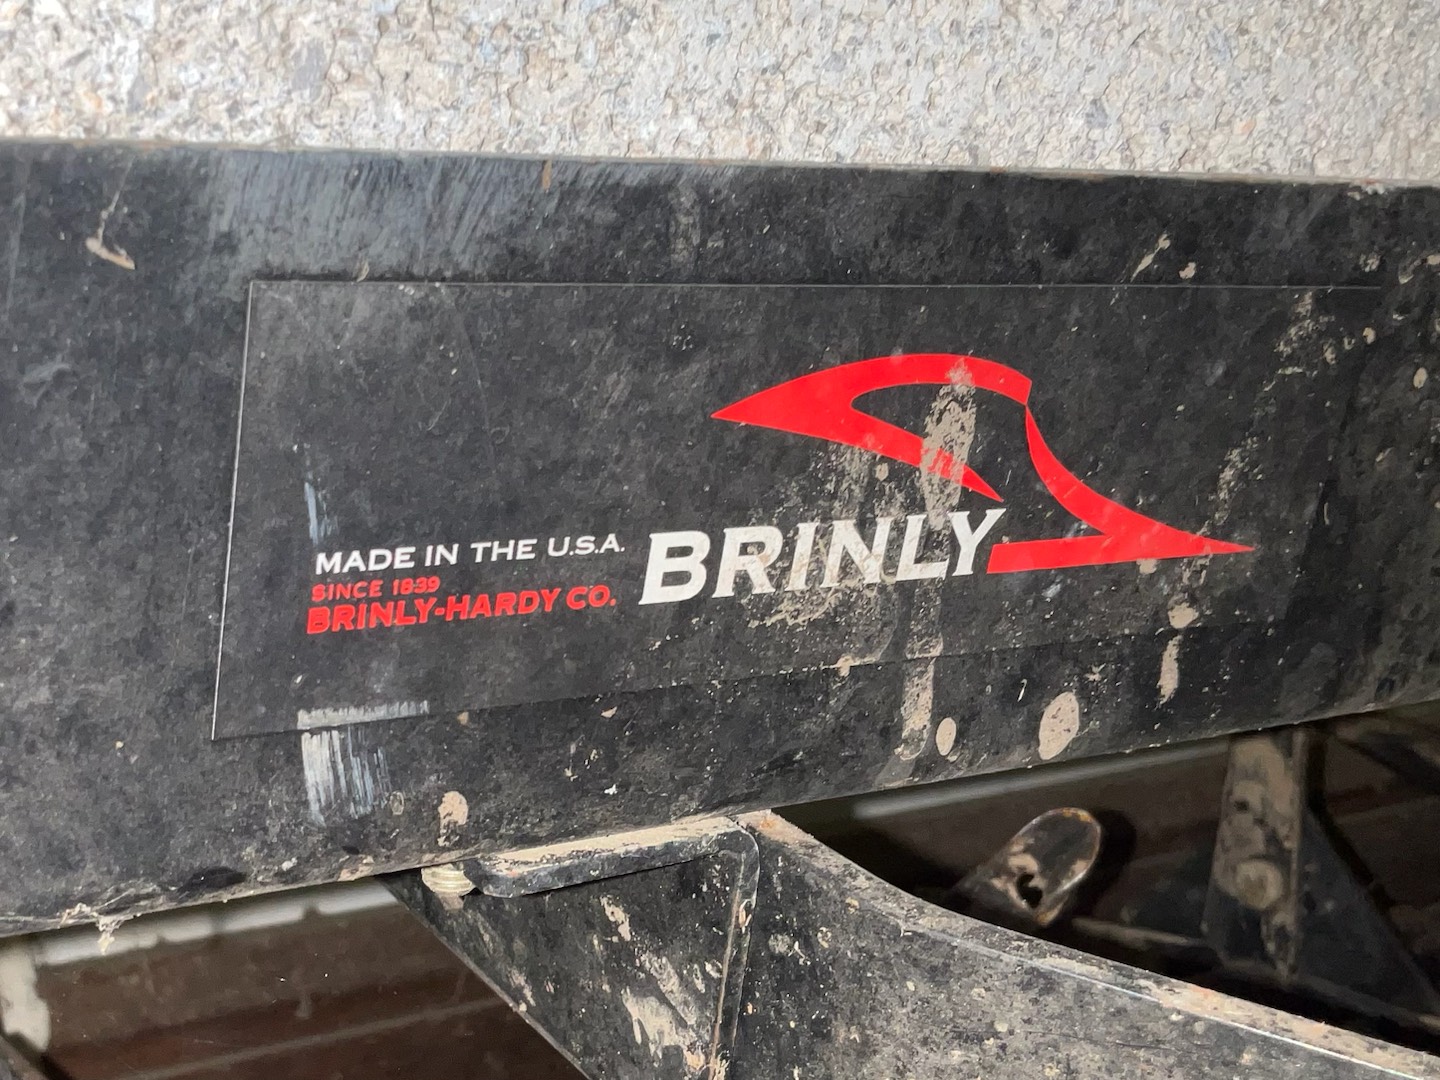 MADE IN THE U.S.A.
SINCE 1839
BRINLY-HARDY CO.
BRINLY